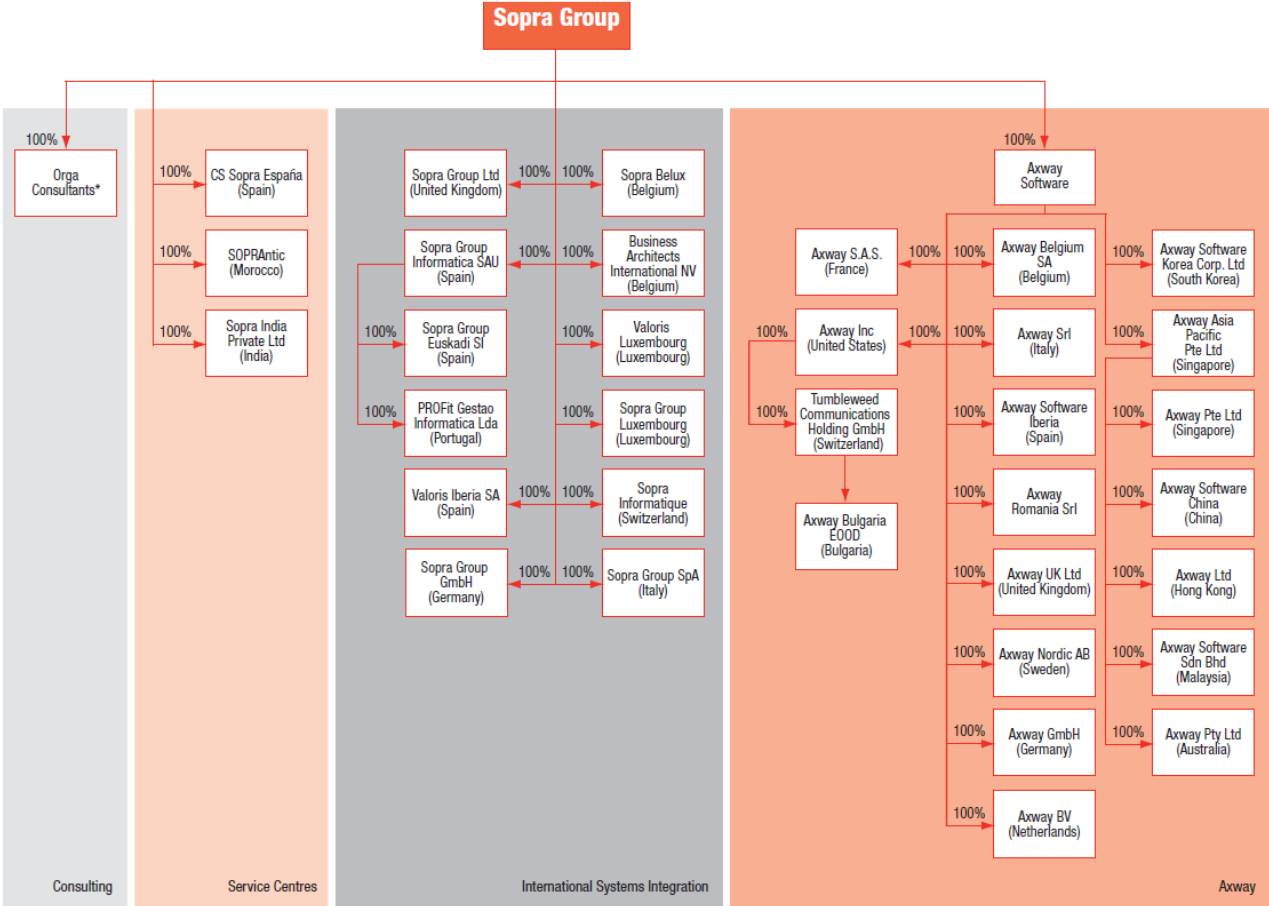 Sopra Group
100%
Orga
Consultants*
Consulting
100%
CS Sopra España
(Spain)
100%
SOPRAntic
(Morocco)
100%
Sopra India
Private Ltd
(India)
Service Centres
Sopra Group Ltd
(United Kingdom)
100%
100%
Sopra Belux
(Belgium)
Sopra Group
Informatica SAU
(Spain)
100%
100%
Business
Architects
International NV
(Belgium)
100%
Sopra Group
Euskadi Sl
(Spain)
100%
Valoris
Luxembourg
(Luxembourg)
100%
PROFit Gestao
Informatica Lda
(Portugal)
100%
Sopra Group
Luxembourg
(Luxembourg)
Valoris Iberia SA
(Spain)
100%
100%
Sopra
Informatique
(Switzerland)
Sopra Group
GmbH
(Germany)
100%
100%
Sopra Group SpA
(Italy)
International Systems Integration
100%
Axway
Software
Axway S.A.S.
(France)
100%
100%
Axway Belgium
SA
(Belgium)
100%
Axway Software
Korea Corp. Ltd
(South Korea)
100%
Axway Inc
(United States)
100%
100%
Axway Srl
(Italy)
100%
Axway Asia
Pacific
Pte Ltd
(Singapore)
100%
Tumbleweed
Communications
Holding GmbH
(Switzerland)
100%
Axway Software
Iberia
(Spain)
100%
Axway Pte Ltd
(Singapore)
Axway Bulgaria
EOOD
(Bulgaria)
100%
Axway
Romania Srl
100%
Axway Software
China
(China)
100%
Axway UK Ltd
(United Kingdom)
100%
Axway Ltd
(Hong Kong)
100%
Axway Nordic AB
(Sweden)
100%
Axway Software
Sdn Bhd
(Malaysia)
100%
Axway GmbH
(Germany)
100%
Axway Pty Ltd
(Australia)
100%
Axway BV
(Netherlands)
Axway